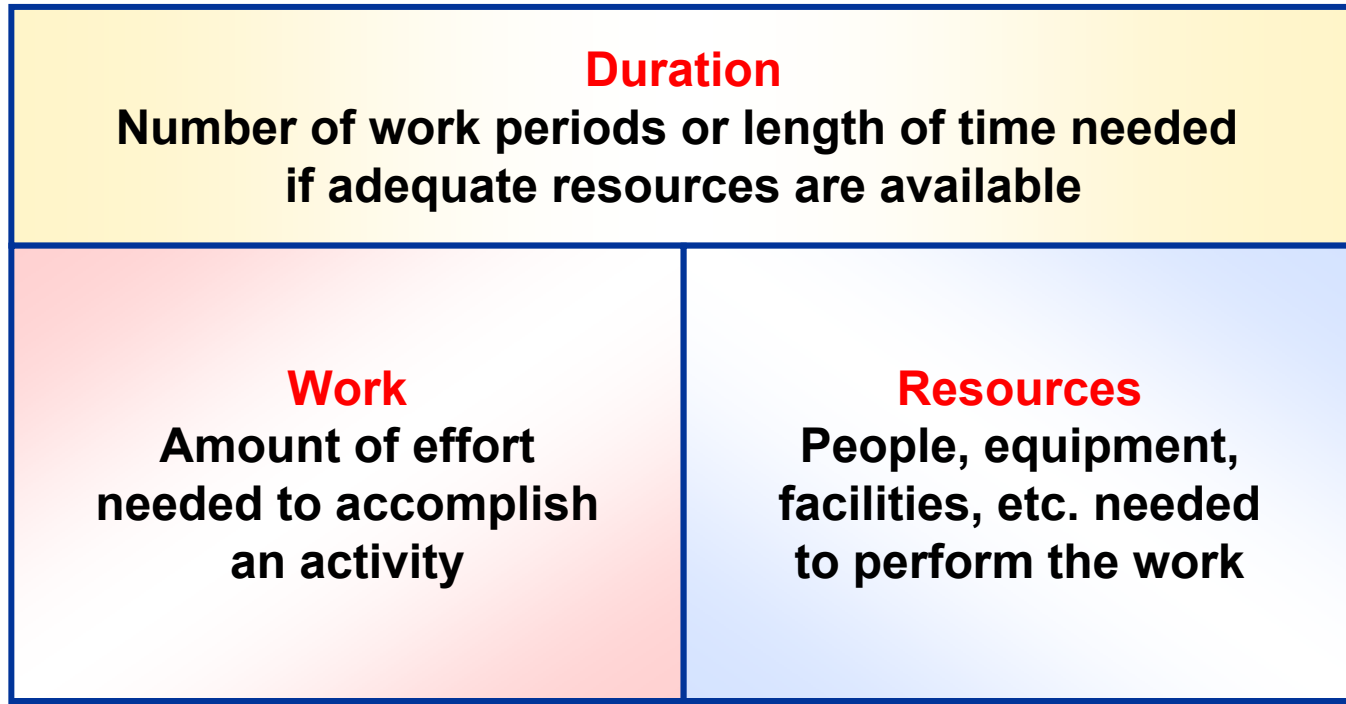 Duration
Number of work periods or length of time needed
if adequate resources are available
Work
Amount of effort
needed to accomplish
an activity
Resources
People, equipment,
facilities, etc. needed
to perform the work